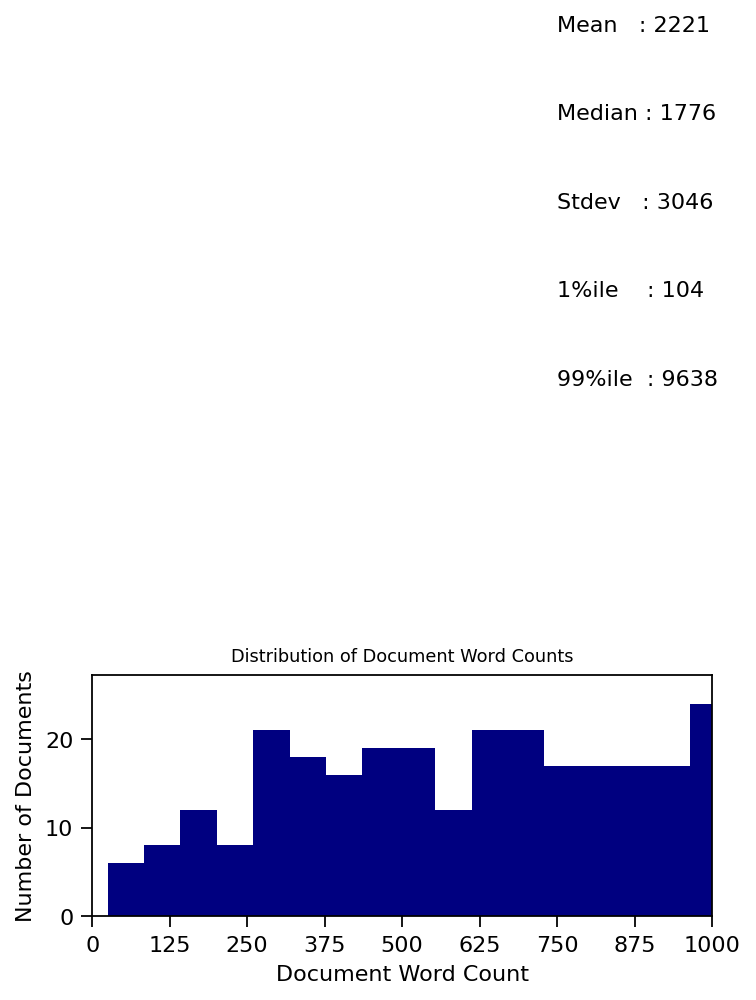 Mean : 2221
Median : 1776
Stdev : 3046
1%ile : 104
99%ile : 9638
Distribution of Document Word Counts
Number of Documents
20
10
0
0 125 250 375 500 625 750 875 1000
Document Word Count